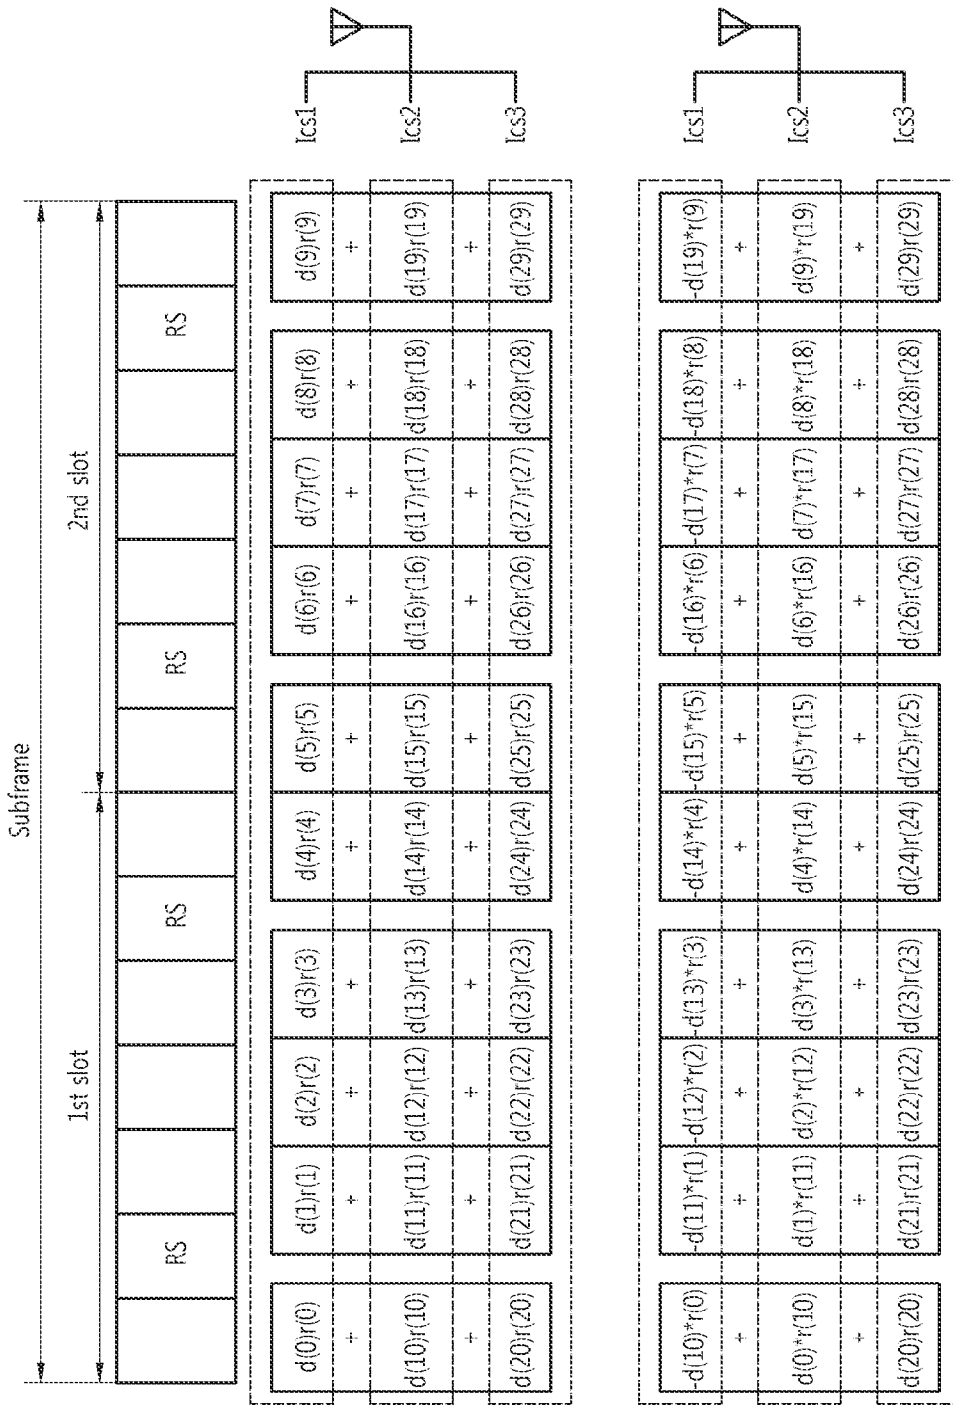 Subframe
1st slot
2nd slot
RS
RS
RS
RS
d(0)r(0)
d(1)r(1)
d(2)r(2)
d(3)r(3)
d(4)r(4)
d(5)r(5)
d(6)r(6)
d(7)r(7)
d(8)r(8)
d(9)r(9)
Ics1
+ + + + + + + + + +
d(10)r(10)
d(11)r(11)
d(12)r(12)
d(13)r(13)
d(14)r(14)
d(15)r(15)
d(16)r(16)
d(17)r(17)
d(18)r(18)
d(19)r(19)
Ics2
+ + + + + + + + + +
d(20)r(20)
d(21)r(21)
d(22)r(22)
d(23)r(23)
d(24)r(24)
d(25)r(25)
d(26)r(26)
d(27)r(27)
d(28)r(28)
d(29)r(29)
Ics3
-d(10)*r(0)
-d(11)*r(1)
-d(12)*r(2)
-d(13)*r(3)
-d(14)*r(4)
-d(15)*r(5)
-d(16)*r(6)
-d(17)*r(7)
-d(18)*r(8)
-d(19)*r(9)
Ics1
+ + + + + + + + + +
d(0)*r(10)
d(1)*r(11)
d(2)*r(12)
d(3)*r(13)
d(4)*r(14)
d(5)*r(15)
d(6)*r(16)
d(7)*r(17)
d(8)*r(18)
d(9)*r(19)
Ics2
+ + + + + + + + + +
d(20)r(20)
d(21)r(21)
d(22)r(22)
d(23)r(23)
d(24)r(24)
d(25)r(25)
d(26)r(26)
d(27)r(27)
d(28)r(28)
d(29)r(29)
Ics3